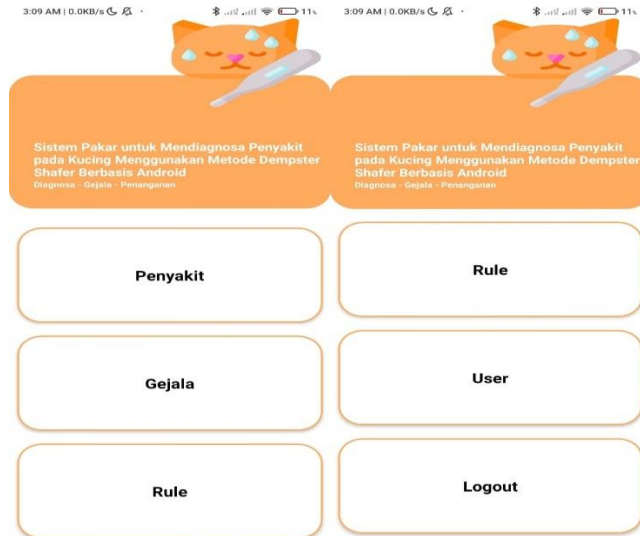 3:09 AM | 0.0KB/s
11%
Sistem Pakar untuk Mendiagnosa Penyakit
pada Kucing Menggunakan Metode Dempster
Shafer Berbasis Android
Diagnosa - Gejala - Penanganan
Penyakit
Gejala
Rule
3:09 AM | 0.0KB/s
11%
Sistem Pakar untuk Mendiagnosa Penyakit
pada Kucing Menggunakan Metode Dempster
Shafer Berbasis Android
Diagnosa - Gejala - Penanganan
Rule
User
Logout